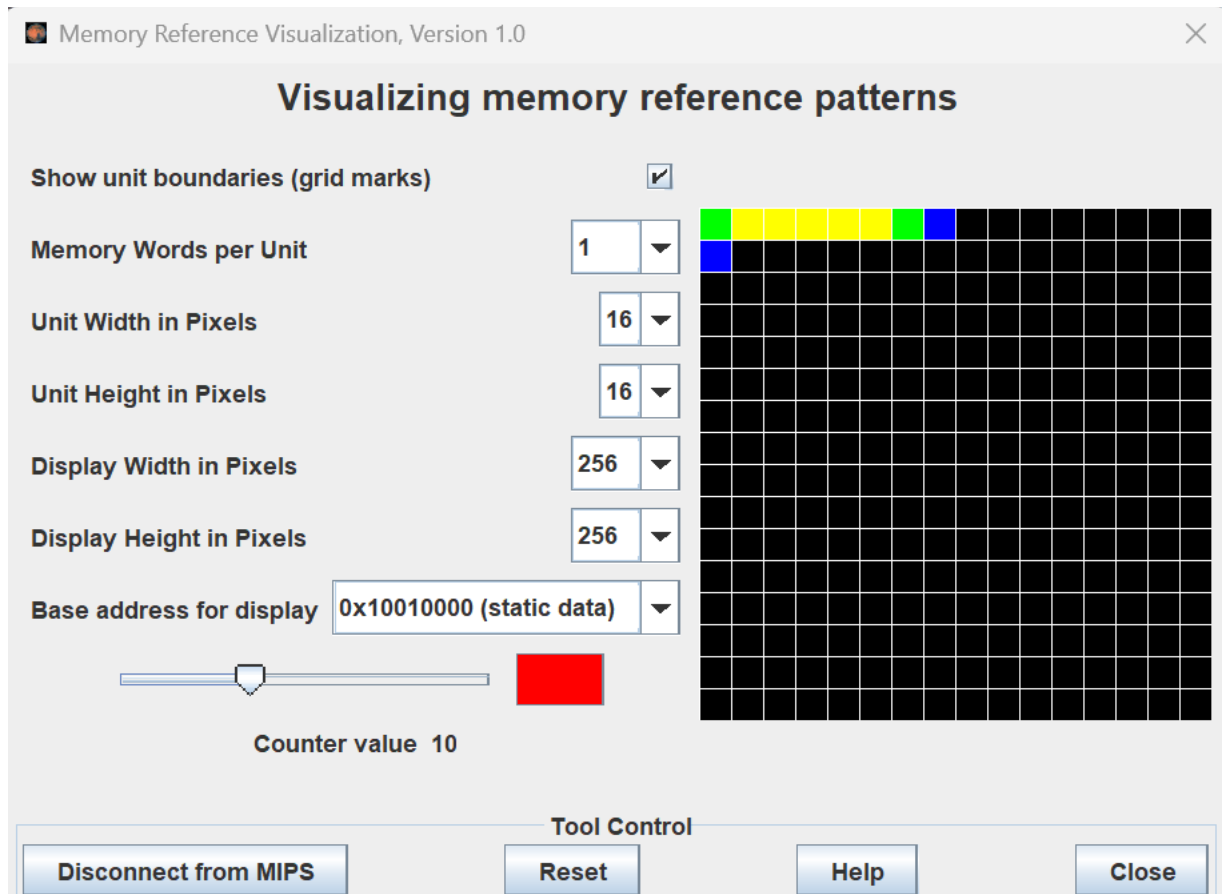 Memory Reference Visualization, Version 1.0
Visualizing memory reference patterns
Show unit boundaries (grid marks)
Memory Words per Unit 1
Unit Width in Pixels 16
Unit Height in Pixels 16
Display Width in Pixels 256
Display Height in Pixels 256
Base address for display 0x10010000 (static data)
Counter value 10
Tool Control
Disconnect from MIPS Reset Help Close